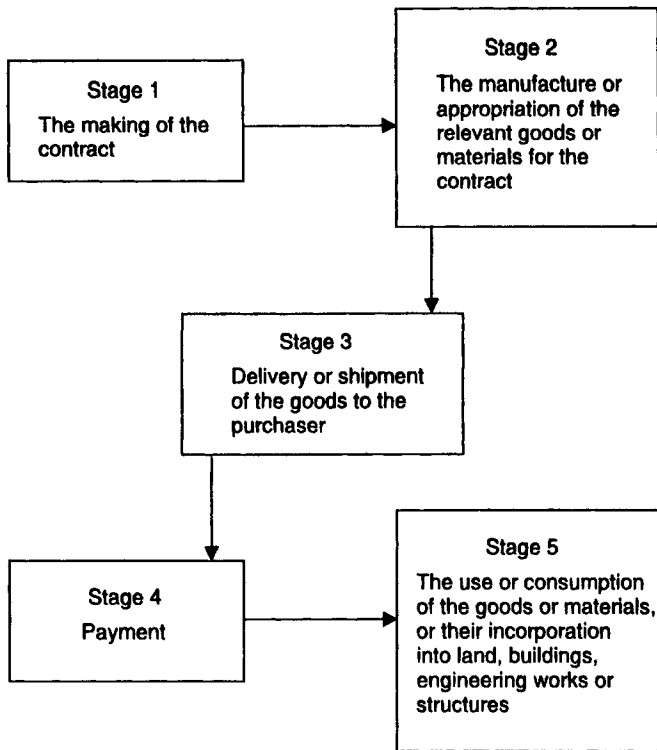 Stage 1
The making of the
contract
Stage 2
The manufacture or
appropriation of the
relevant goods or
materials for the
contract
Stage 3
Delivery or shipment
of the goods to the
purchaser
Stage 4
Payment
Stage 5
The use or consumption
of the goods or materials,
or their incorporation
into land, buildings,
engineering works or
structures